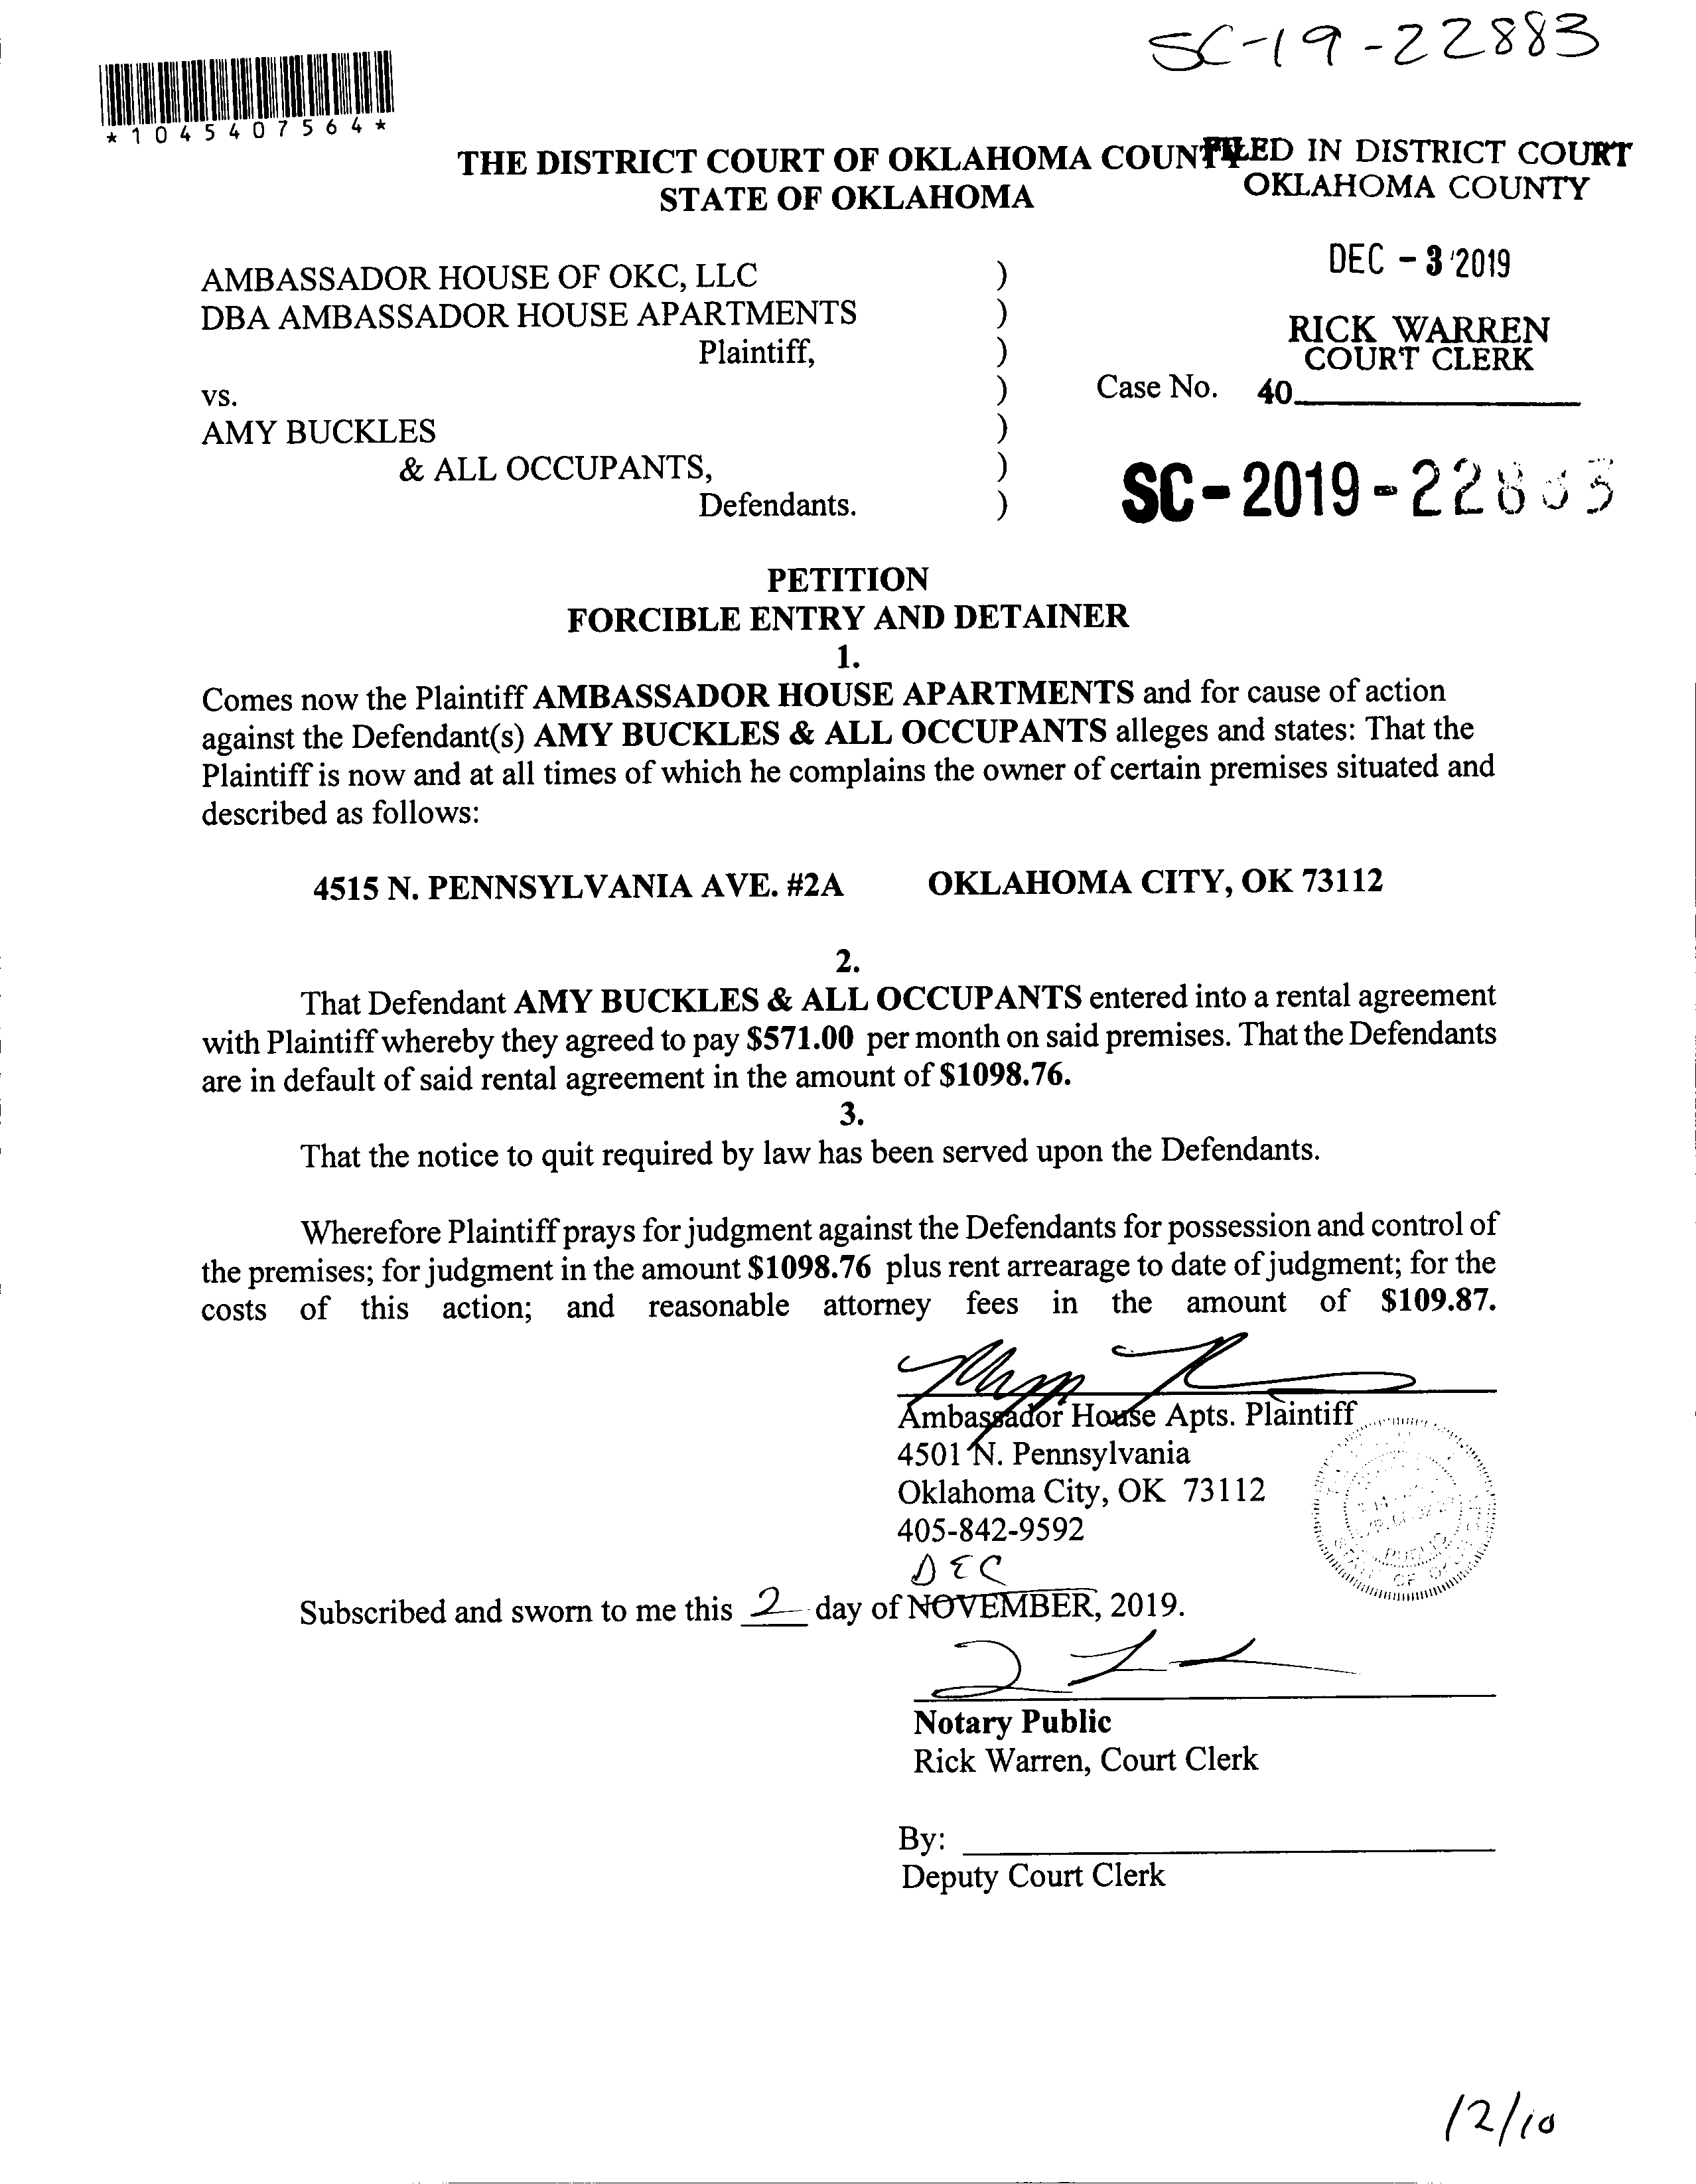 SC-19-22883
*1045407564*
THE DISTRICT COURT OF OKLAHOMA COUNTY
STATE OF OKLAHOMA
FILED IN DISTRICT COURT
OKLAHOMA COUNTY
DEC - 3 2019
RICK WARREN
COURT CLERK
40
AMBASSADOR HOUSE OF OKC, LLC )
DBA AMBASSADOR HOUSE APARTMENTS )
Plaintiff, )
vs. ) Case No.
AMY BUCKLES )
& ALL OCCUPANTS, )
Defendants. )
SC-2019-22883
PETITION
FORCIBLE ENTRY AND DETAINER
1.
Comes now the Plaintiff AMBASSADOR HOUSE APARTMENTS and for cause of action
against the Defendant(s) AMY BUCKLES & ALL OCCUPANTS alleges and states: That the
Plaintiff is now and at all times of which he complains the owner of certain premises situated and
described as follows:
4515 N. PENNSYLVANIA AVE. #2A OKLAHOMA CITY, OK 73112
2.
That Defendant AMY BUCKLES & ALL OCCUPANTS entered into a rental agreement
with Plaintiff whereby they agreed to pay $571.00 per month on said premises. That the Defendants
are in default of said rental agreement in the amount of $1098.76.
3.
That the notice to quit required by law has been served upon the Defendants.
Wherefore Plaintiff prays for judgment against the Defendants for possession and control of
the premises; for judgment in the amount $1098.76 plus rent arrearage to date of judgment; for the
costs of this action; and reasonable attorney fees in the amount of $109.87.
Ambassador House Apts. Plaintiff
4501 N. Pennsylvania
Oklahoma City, OK 73112
405-842-9592
DEC
Subscribed and sworn to me this 2 day of NOVEMBER, 2019.
Notary Public
Rick Warren, Court Clerk
By:
Deputy Court Clerk
12/10